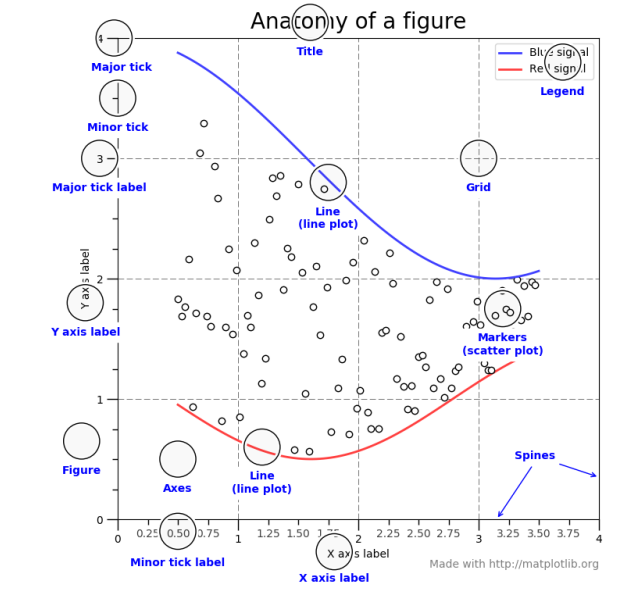 Anatomy of a figure
Title
4
Major tick
Blue signal
Red signal
Legend
Minor tick
3
Major tick label
Grid
Line
(line plot)
2
Y axis label
Y axis label
Markers
(scatter plot)
1
Figure
Axes
Line
(line plot)
Spines
0
0 0.25 0.50 0.75 1 1.25 1.50 1.75 2 2.25 2.50 2.75 3 3.25 3.50 3.75 4
Minor tick label
X axis label
X axis label
Made with http://matplotlib.org